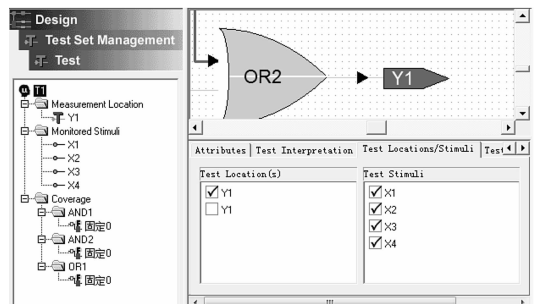 Design
Test Set Management
Test
T1
Measurement Location
Y1
Monitored Stimuli
X1
X2
X3
X4
Coverage
AND1
固定0
AND2
固定0
OR1
固定0
OR2
Y1
Attributes Test Interpretation Test Locations/Stimuli Test
Test Location(s)
Y1
Y1
Test Stimuli
X1
X2
X3
X4